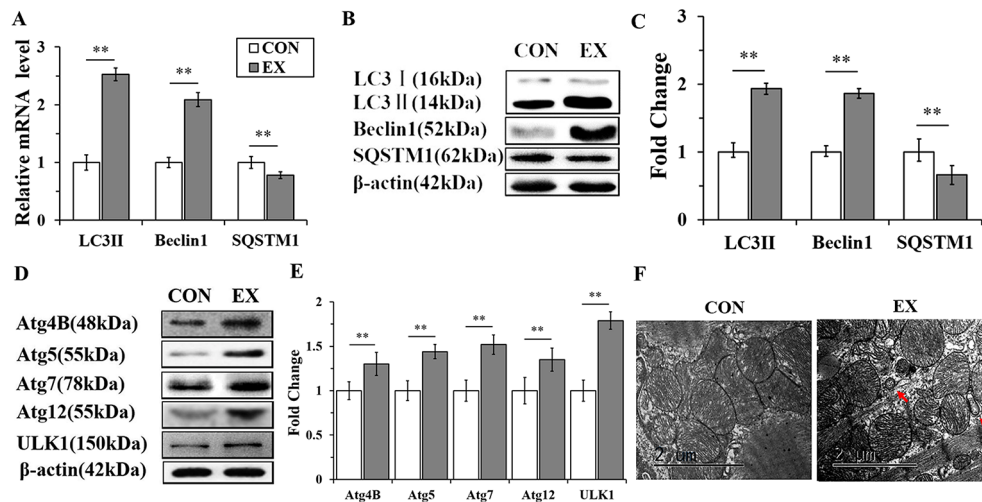 A
Relative mRNA level
3
2
1
0
**
**
**
CON
EX
LC3II
Beclin1
SQSTM1
B
CON
EX
LC3Ⅰ(16kDa)
LC3Ⅱ(14kDa)
Beclin1(52kDa)
SQSTM1(62kDa)
β-actin(42kDa)
C
Fold Change
3
2
1
0
**
**
**
LC3II
Beclin1
SQSTM1
D
CON
EX
Atg4B(48kDa)
Atg5(55kDa)
Atg7(78kDa)
Atg12(55kDa)
ULK1(150kDa)
β-actin(42kDa)
E
Fold Change
2
1.5
1
0.5
0
**
**
**
**
**
Atg4B
Atg5
Atg7
Atg12
ULK1
F
CON
EX
2 um
2 um